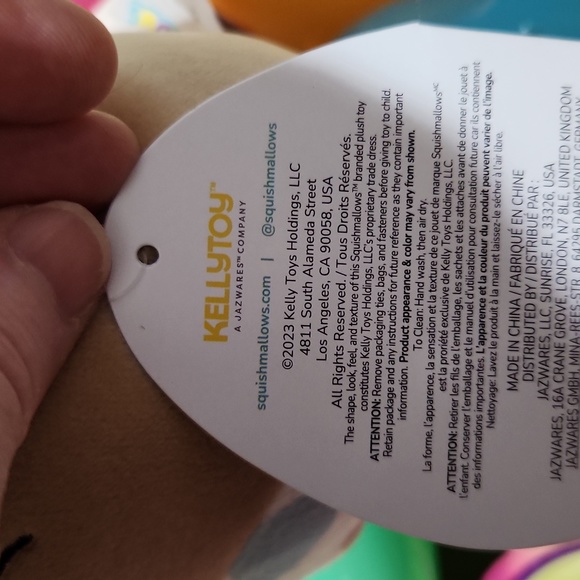 KELLYTOY™
A JAZWARES™ COMPANY
squishmallows.com | @squishmallows
©2023 Kelly Toys Holdings, LLC
4811 South Alameda Street
Los Angeles, CA 90058, USA
All Rights Reserved. / Tous Droits Réservés.
The shape, look, feel, and texture of this Squishmallows™ branded plush toy
constitutes Kelly Toys Holdings, LLC's proprietary trade dress.
ATTENTION: Remove packaging ties, bags, and fasteners before giving toy to child.
Retain package and any instructions for future reference as they contain important
information. Product appearance & color may vary from shown.
To Clean: Hand wash then air dry.
La forme, l'apparence, la sensation et la texture de ce jouet de marque Squishmallows
est la proriété exclusive de Kelly Toys Holdings, LLC.
ATTENTION: Retirer les fils de l'emballage, les sachets et les attaches avant de donner le jouet à
l'enfant. Conserver l'emballage et le manuel d'utilisation pour consultation future car ils contiennent
des informations importantes. L'apparence et la couleur du produit peuvent varier de l'image.
Nettoyage: Lavez le produit à la main et laissez-le sécher à l'air libre.
MADE IN CHINA / FABRIQUÉ EN CHINE
DISTRIBUTED BY / DISTRIBUÉ PAR :
JAZWARES, LLC. SUNRISE, FL 33326, USA
JAZWARES, 16A CRANE GROVE, LONDON, N7 8LE, UNITED KINGDOM
JAZWARES GMBH, MINA-REES-STR.